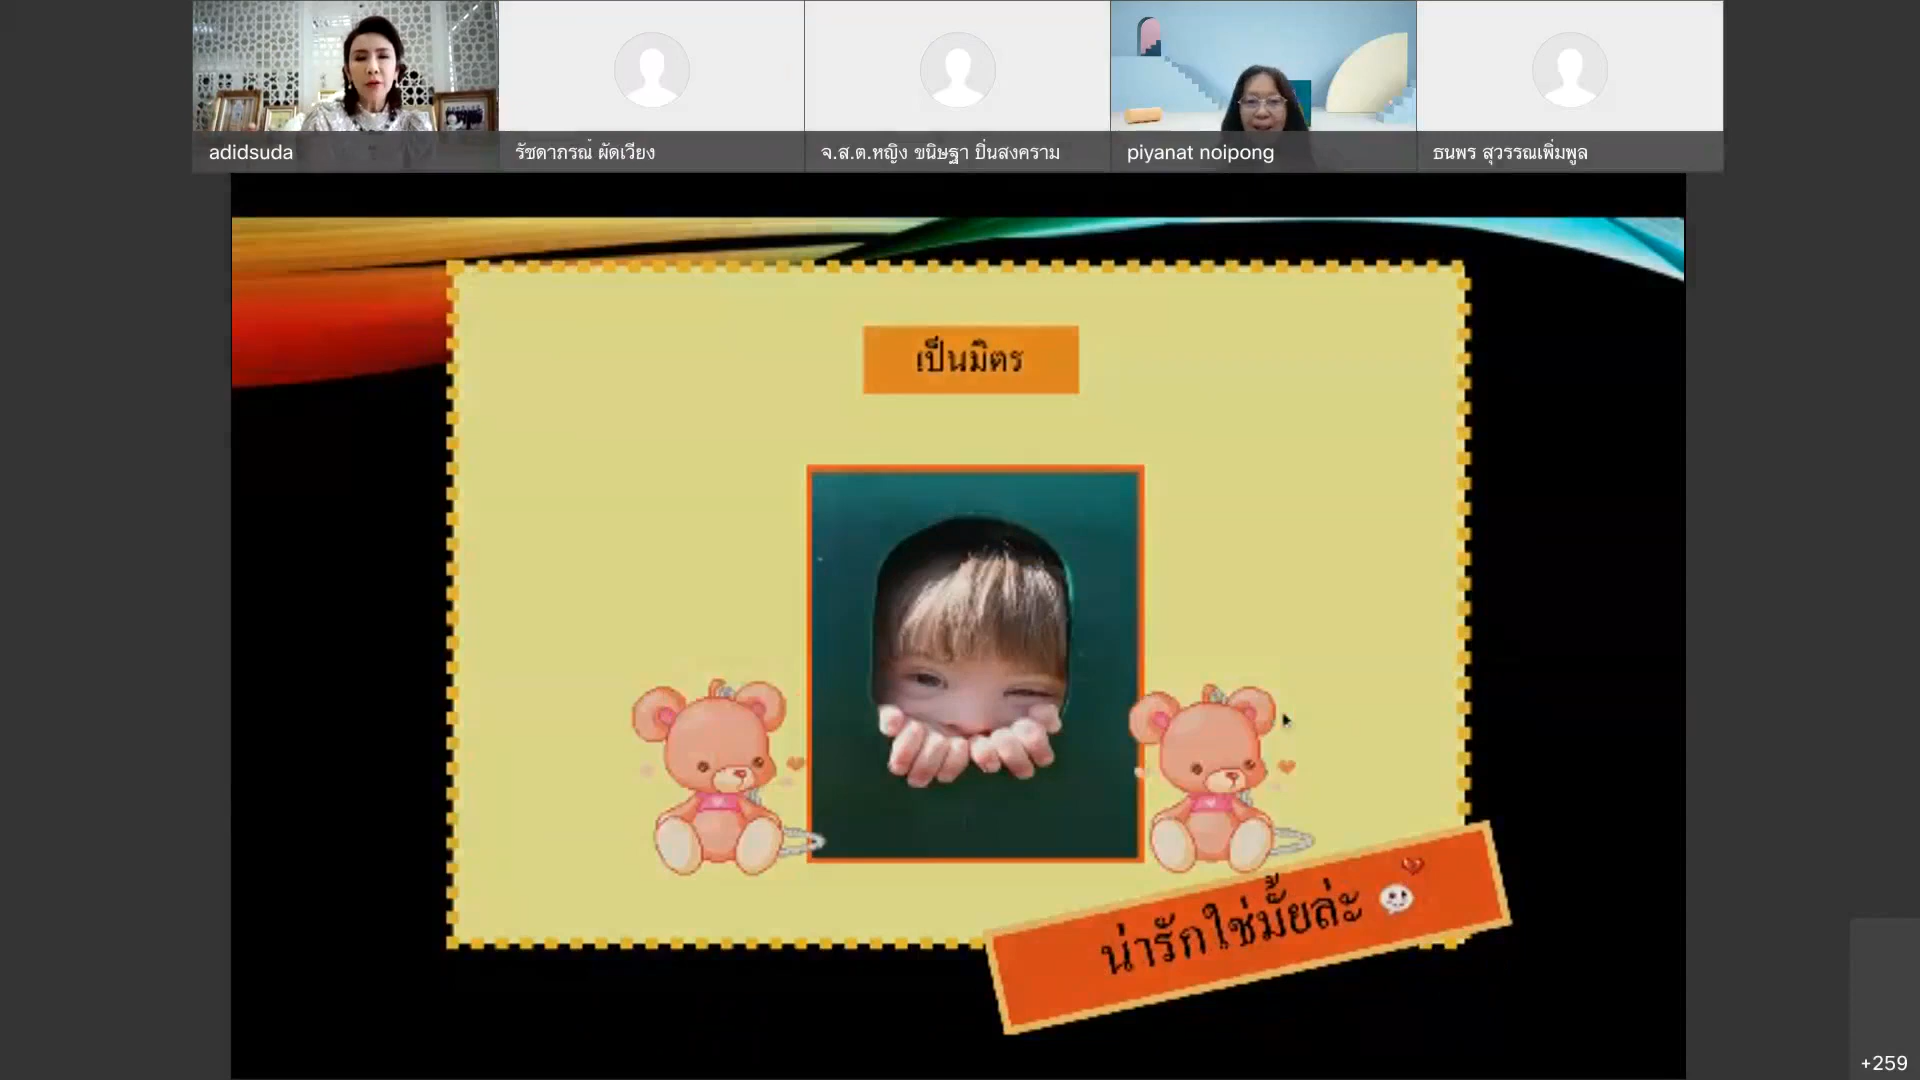 adidsuda
รัชดาภรณ์ ผัดเวียง
จ.ส.ต.หญิง ขนิษฐา ปิ่นสงคราม
piyanat noipong
ธนพร สุวรรณเพิ่มพูล
เป็นมิตร
น่ารักใช่มั้ยล่ะ
+259